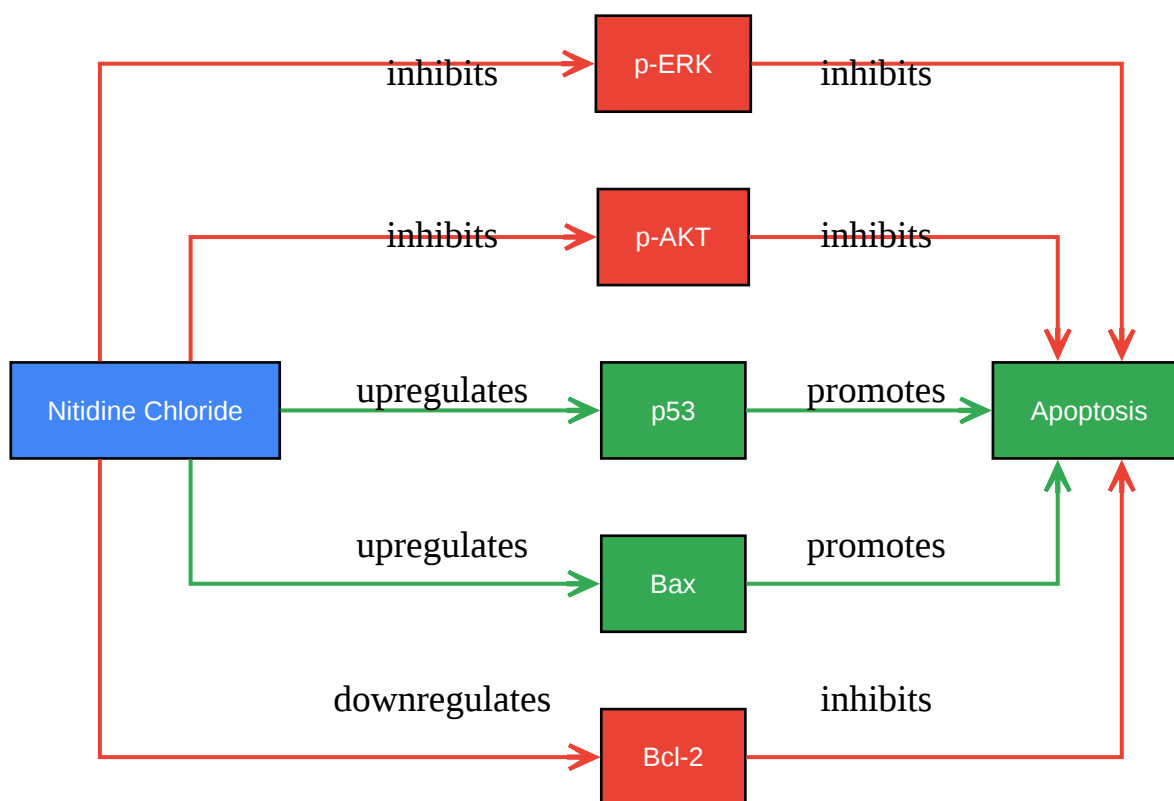 inhibits
p-ERK
inhibits
inhibits
p-AKT
inhibits
Nitidine Chloride
upregulates
p53
promotes
Apoptosis
upregulates
Bax
promotes
downregulates
Bcl-2
inhibits